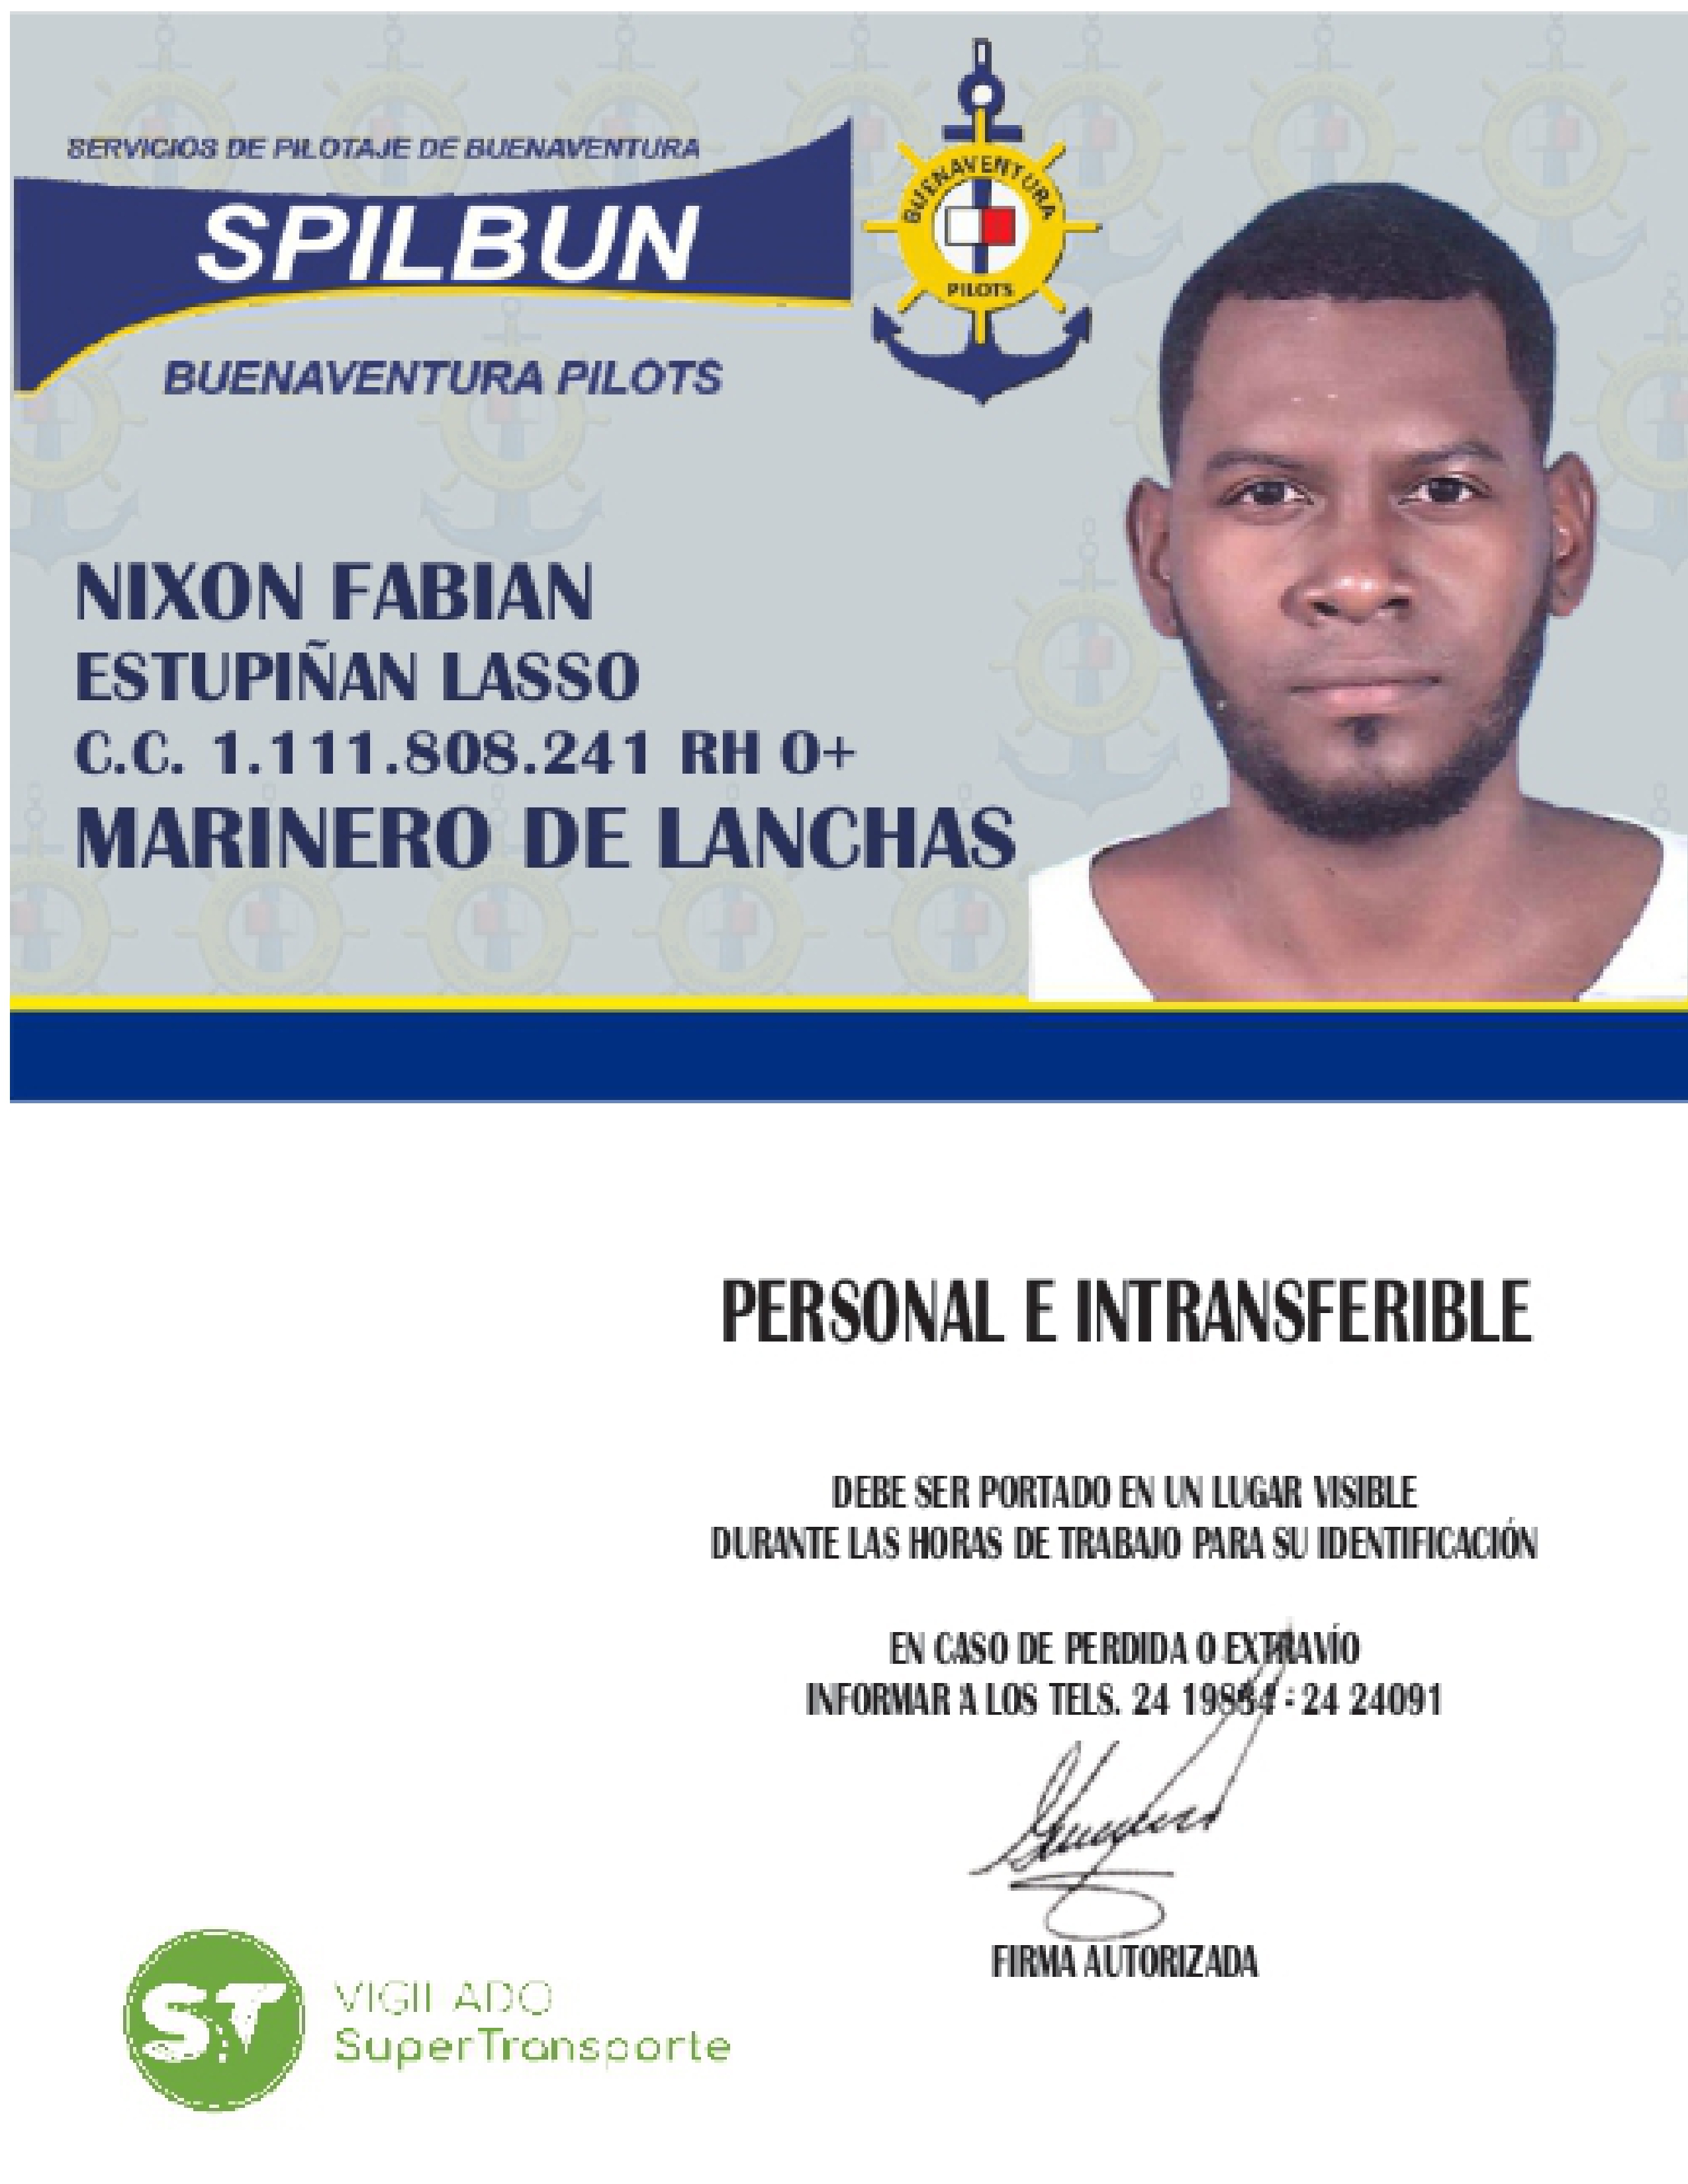 SERVICIOS DE PILOTAJE DE BUENAVENTURA
SPILBUN
BUENAVENTURA PILOTS
BUENAVENTURA
PILOTS
NIXON FABIAN
ESTUPIÑAN LASSO
C.C. 1.111.808.241 RH O+
MARINERO DE LANCHAS
PERSONAL E INTRANSFERIBLE
DEBE SER PORTADO EN UN LUGAR VISIBLE
DURANTE LAS HORAS DE TRABAJO PARA SU IDENTIFICACIÓN
EN CASO DE PERDIDA O EXTRAVÍO
INFORMAR A LOS TELS. 24 - 24 24091
FIRMA AUTORIZADA
ST
VIGILADO
SuperTransporte